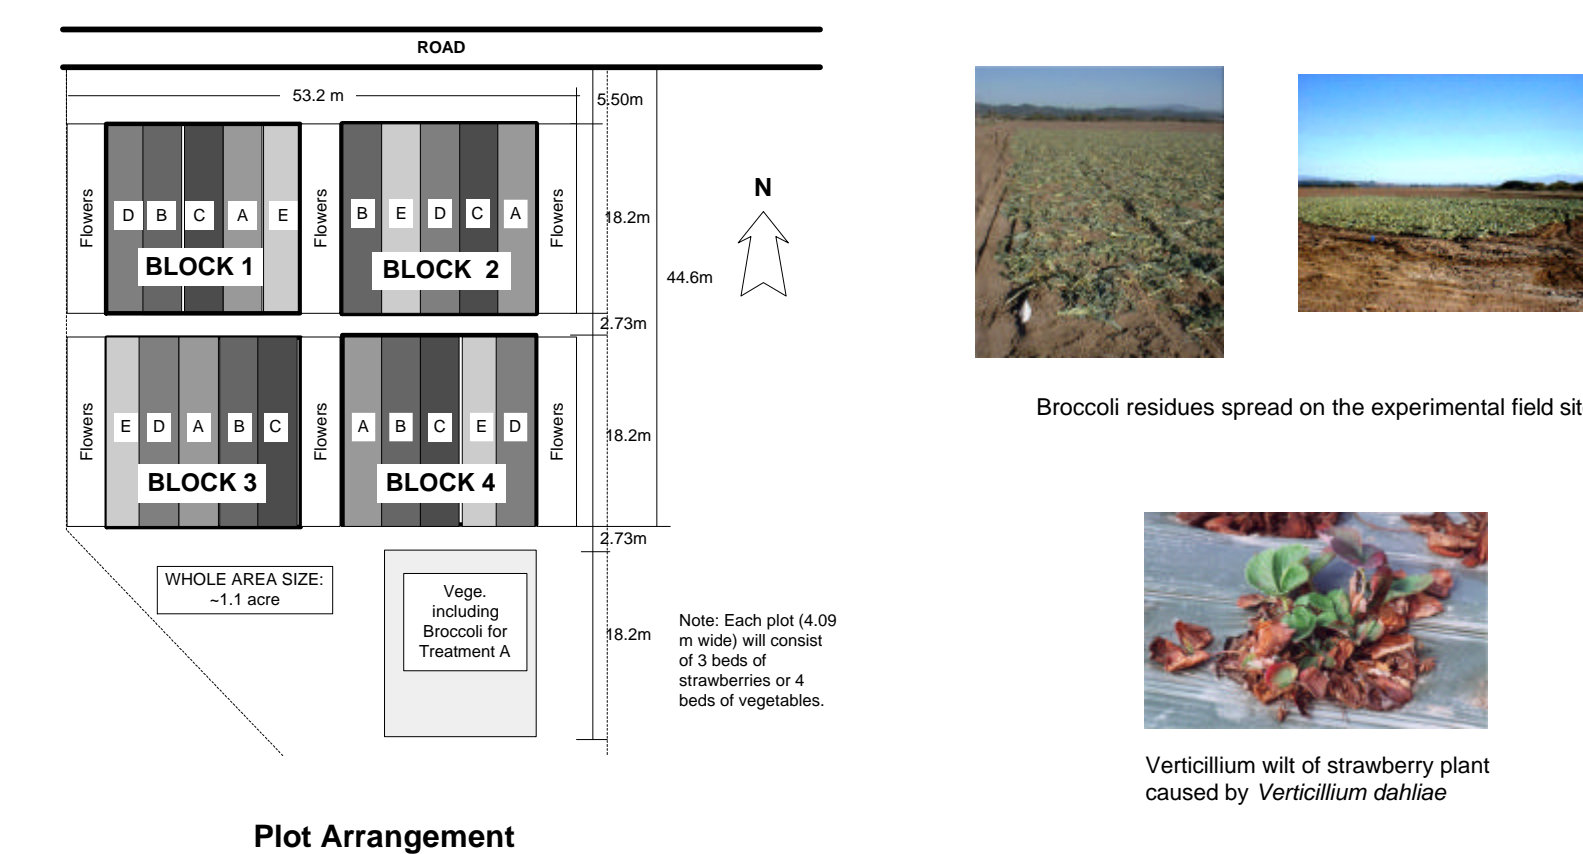 ROAD
53.2 m
5.50m
Flowers
D B C A E
BLOCK 1
Flowers
B E D C A
BLOCK 2
Flowers
18.2m
N
44.6m
2.73m
Flowers
E D A B C
BLOCK 3
Flowers
A B C E D
BLOCK 4
Flowers
18.2m
2.73m
WHOLE AREA SIZE:
~1.1 acre
Vege.
including
Broccoli for
Treatment A
18.2m
Note: Each plot (4.09
m wide) will consist
of 3 beds of
strawberries or 4
beds of vegetables.
Plot Arrangement
Broccoli residues spread on the experimental field sit
Verticillium wilt of strawberry plant
caused by Verticillium dahliae